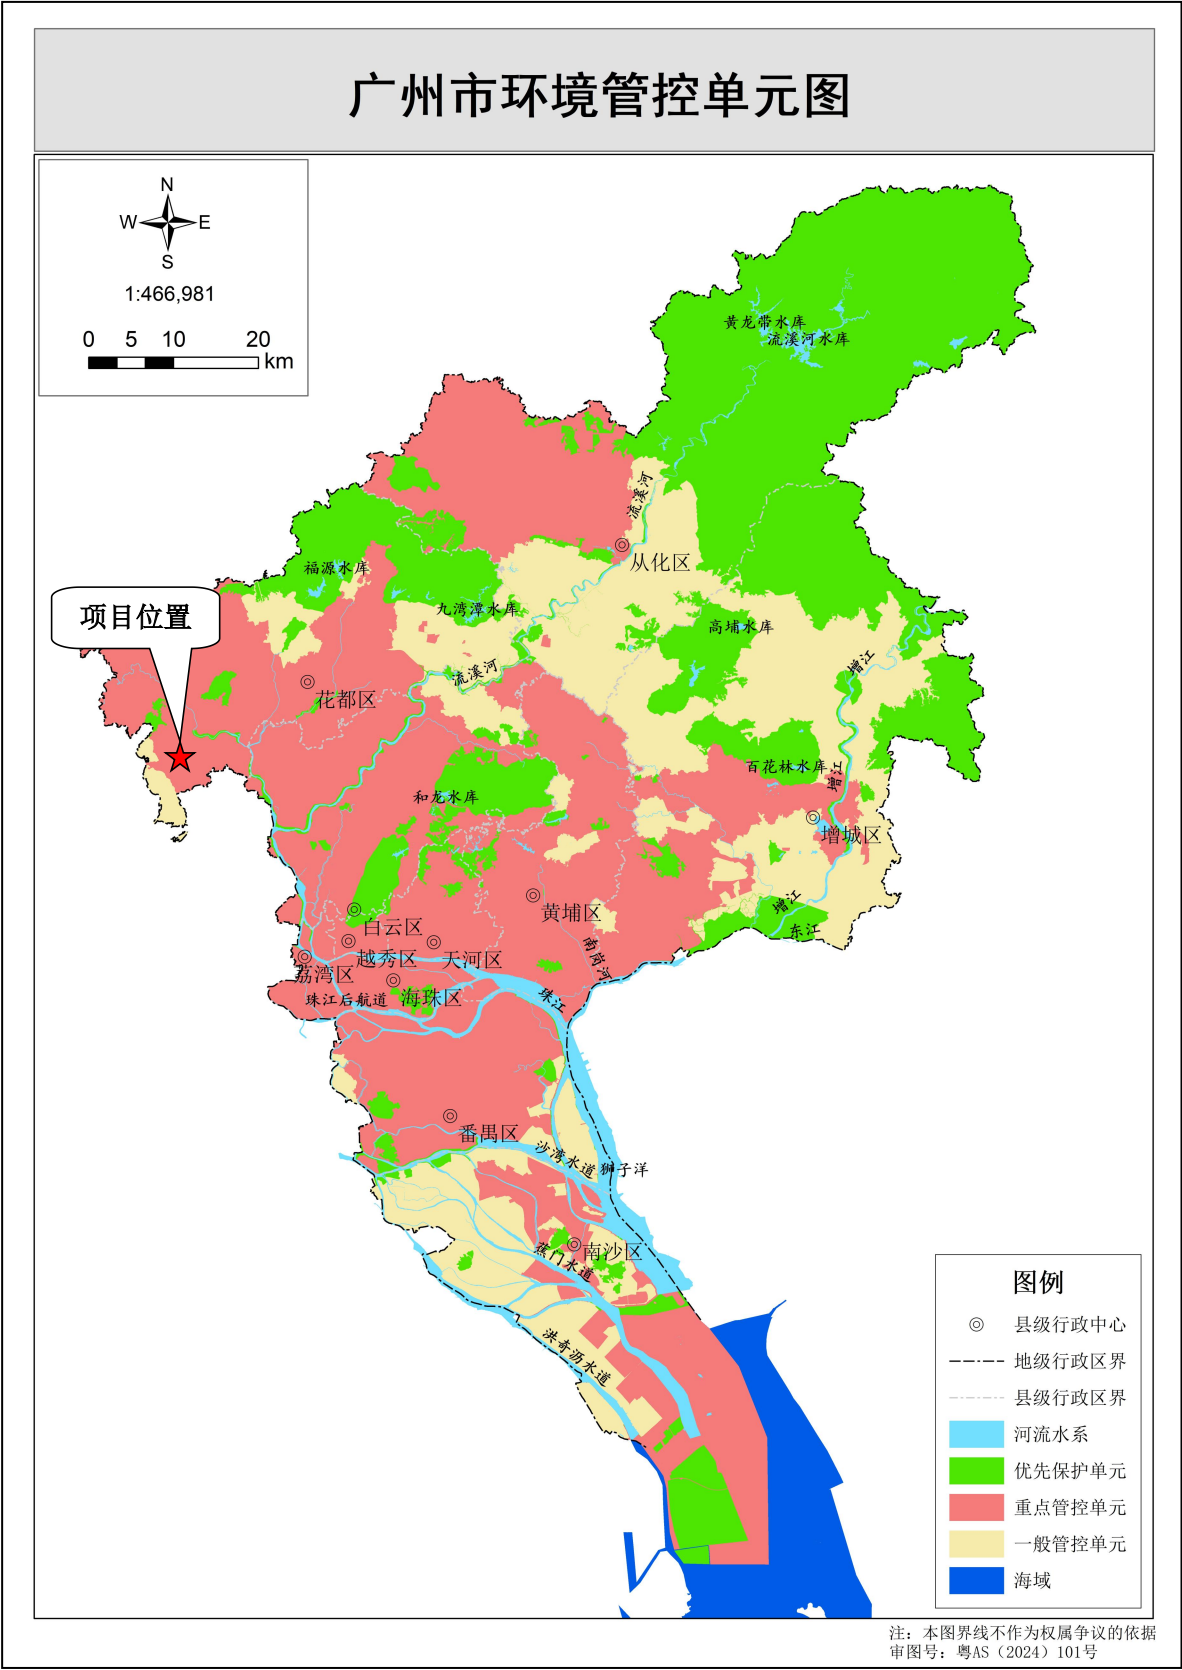 广州市环境管控单元图
N
W E
S
1:466,981
0 5 10 20
km
黄龙带水库
流溪河水库
流溪河
从化区
福源水库
九湾潭水库
高埔水库
项目位置
增江
流溪河
花都区
百花林水库
增江
和龙水库
增城区
黄埔区
增江
白云区
东江
越秀区
天河区
南岗河
荔湾区
珠江后航道
海珠区
珠江
番禺区
沙湾水道
狮子洋
南沙区
蕉门水道
洪奇沥水道
图例
县级行政中心
地级行政区界
县级行政区界
河流水系
优先保护单元
重点管控单元
一般管控单元
海域
注：本图界线不作为权属争议的依据
审图号：粤AS（2024）101号